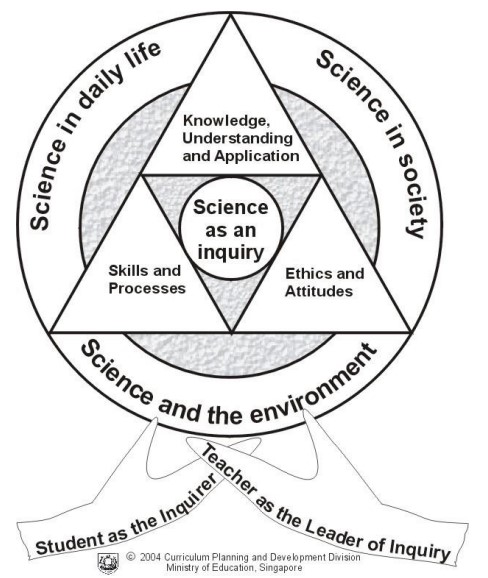 Science in daily life
Science in society
Knowledge,
Understanding
and Application
Science
as an
inquiry
Skills and
Processes
Ethics and
Attitudes
Science and the environment
Student as the Inquirer
Teacher as the Leader of Inquiry
© 2004 Curriculum Planning and Development Division
Ministry of Education, Singapore